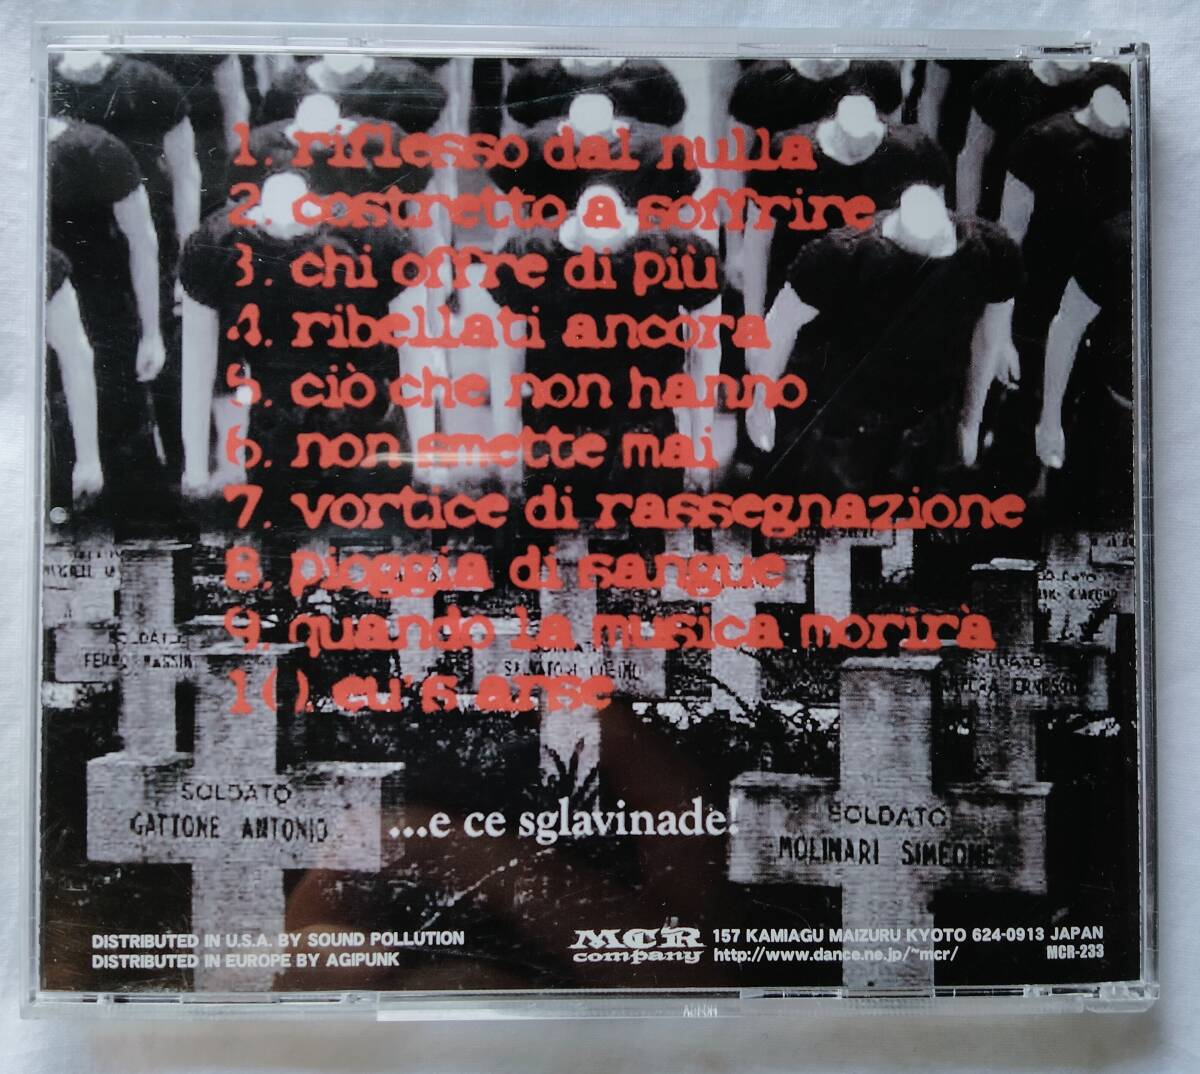 1. riflesso dal nulla
2. costretto a soffrire
3. chi offre di più
4. ribellati ancora
5. ciò che non hanno
6. non smette mai
7. vortice di rassegnazione
8. pioggia di sangue
9. quando la musica morirà
10. eu's arse
SOLDATO
SOLDATO
SOLDATO
GATTONE ANTONIO
...e ce sglavinade!
SOLDATO
MOLINARI SIMEONE
DISTRIBUTED IN U.S.A. BY SOUND POLLUTION
DISTRIBUTED IN EUROPE BY AGIPUNK
MCR company
157 KAMIAGU MAIZURU KYOTO 624-0913 JAPAN
http://www.dance.ne.jp/~mcr/
MCR-233